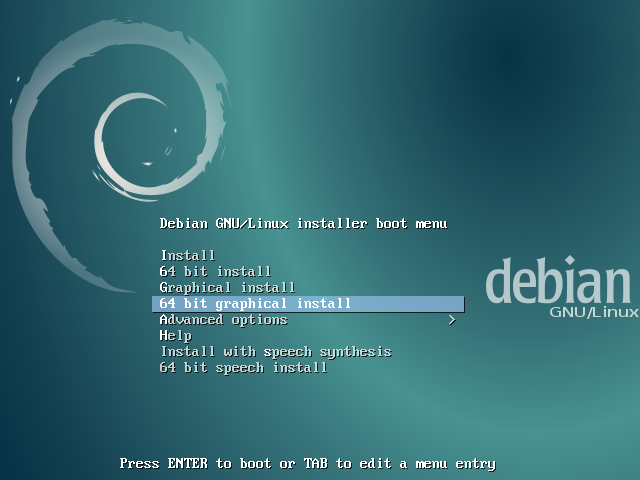 Debian GNU/Linux installer boot menu
Install
64 bit install
Graphical install
64 bit graphical install
Advanced options >
Help
Install with speech synthesis
64 bit speech install
debian
GNU/Linux
Press ENTER to boot or TAB to edit a menu entry